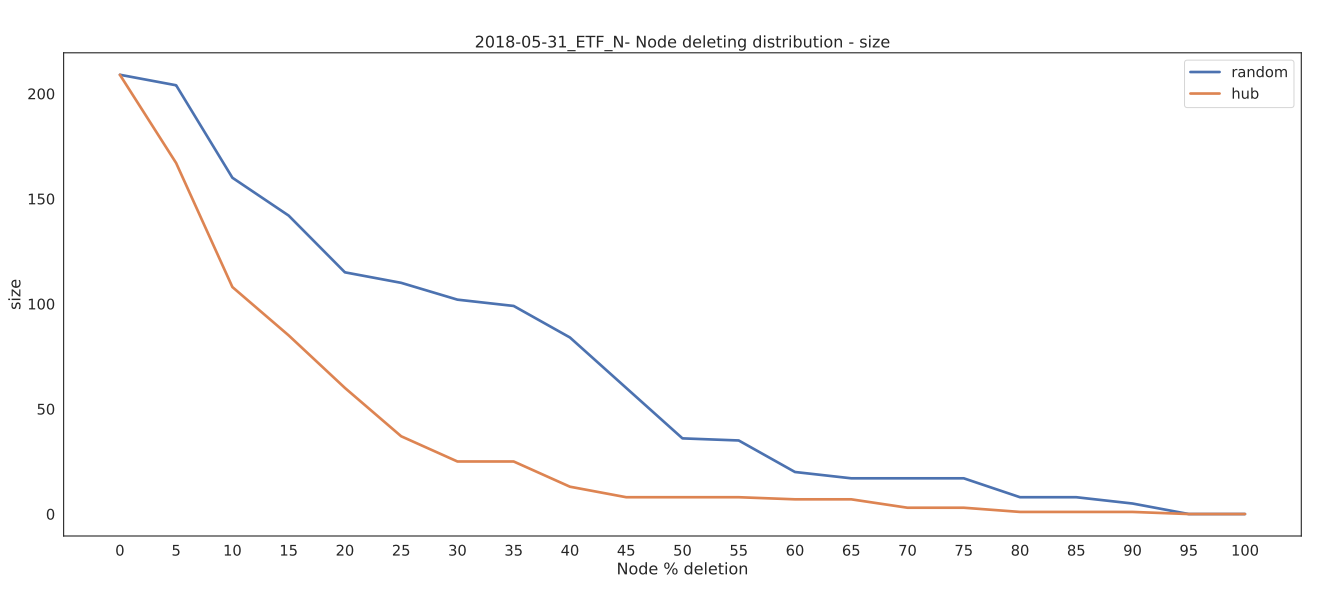 2018-05-31_ETF_N- Node deleting distribution - size
random
hub
200
150
100
50
0
size
0 5 10 15 20 25 30 35 40 45 50 55 60 65 70 75 80 85 90 95 100
Node % deletion